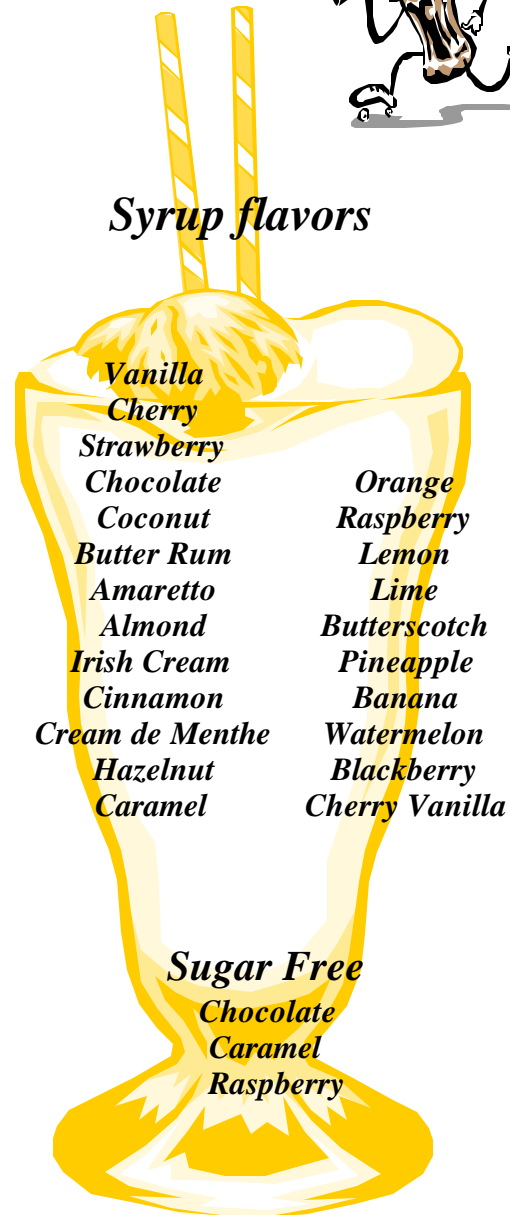 Syrup flavors
Vanilla
Cherry
Strawberry
Chocolate
Coconut
Butter Rum
Amaretto
Almond
Irish Cream
Cinnamon
Cream de Menthe
Hazelnut
Caramel
Orange
Raspberry
Lemon
Lime
Butterscotch
Pineapple
Banana
Watermelon
Blackberry
Cherry Vanilla
Sugar Free
Chocolate
Caramel
Raspberry